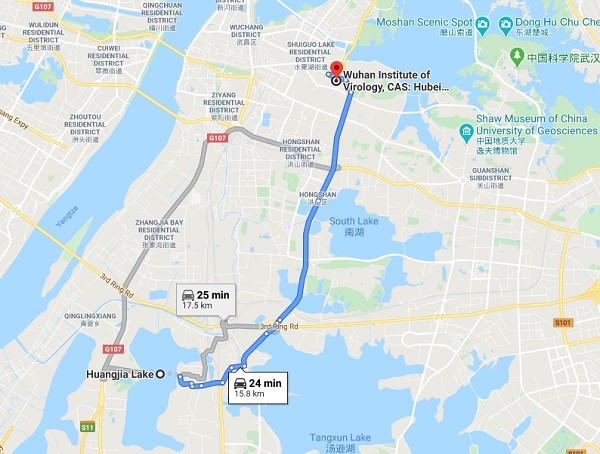 G107
QINGCHUAN
RESIDENTIAL
DISTRICT
晴川街道
WULIDUN
RESIDENTIAL
DISTRICT
五里墩街道
CUIWEI
RESIDENTIAL
DISTRICT
翠微街道
WUCHANG
DISTRICT
武昌区
SHUIGUO LAKE
RESIDENTIAL
DISTRICT
水果湖街道
Moshan Scenic Spot
磨山索道
Dong Hu Chu Che
东湖楚城
中国科学院武汉
Wuhan Institute of
Virology, CAS: Hubei...
ZIYANG
RESIDENTIAL
DISTRICT
紫阳街道
ZHOUTOU
RESIDENTIAL
DISTRICT
洲头街道
G107
HONGSHAN
RESIDENTIAL
DISTRICT
洪山街道
Shaw Museum of China
University of Geosciences
中国地质大学
逸夫博物馆
GUANSHAN
SUBDISTRICT
关山街道
HONGSHAN
洪山区
Yangtze
ZHANGJIA BAY
RESIDENTIAL
DISTRICT
张家湾街道
South Lake
南湖
3rd Ring Rd
25 min
17.5 km
QINGLINGXIANG
青菱乡
3rd Ring Rd
S101
G107
Huangjia Lake
24 min
15.8 km
S11
Tangxun Lake
汤逊湖
S101